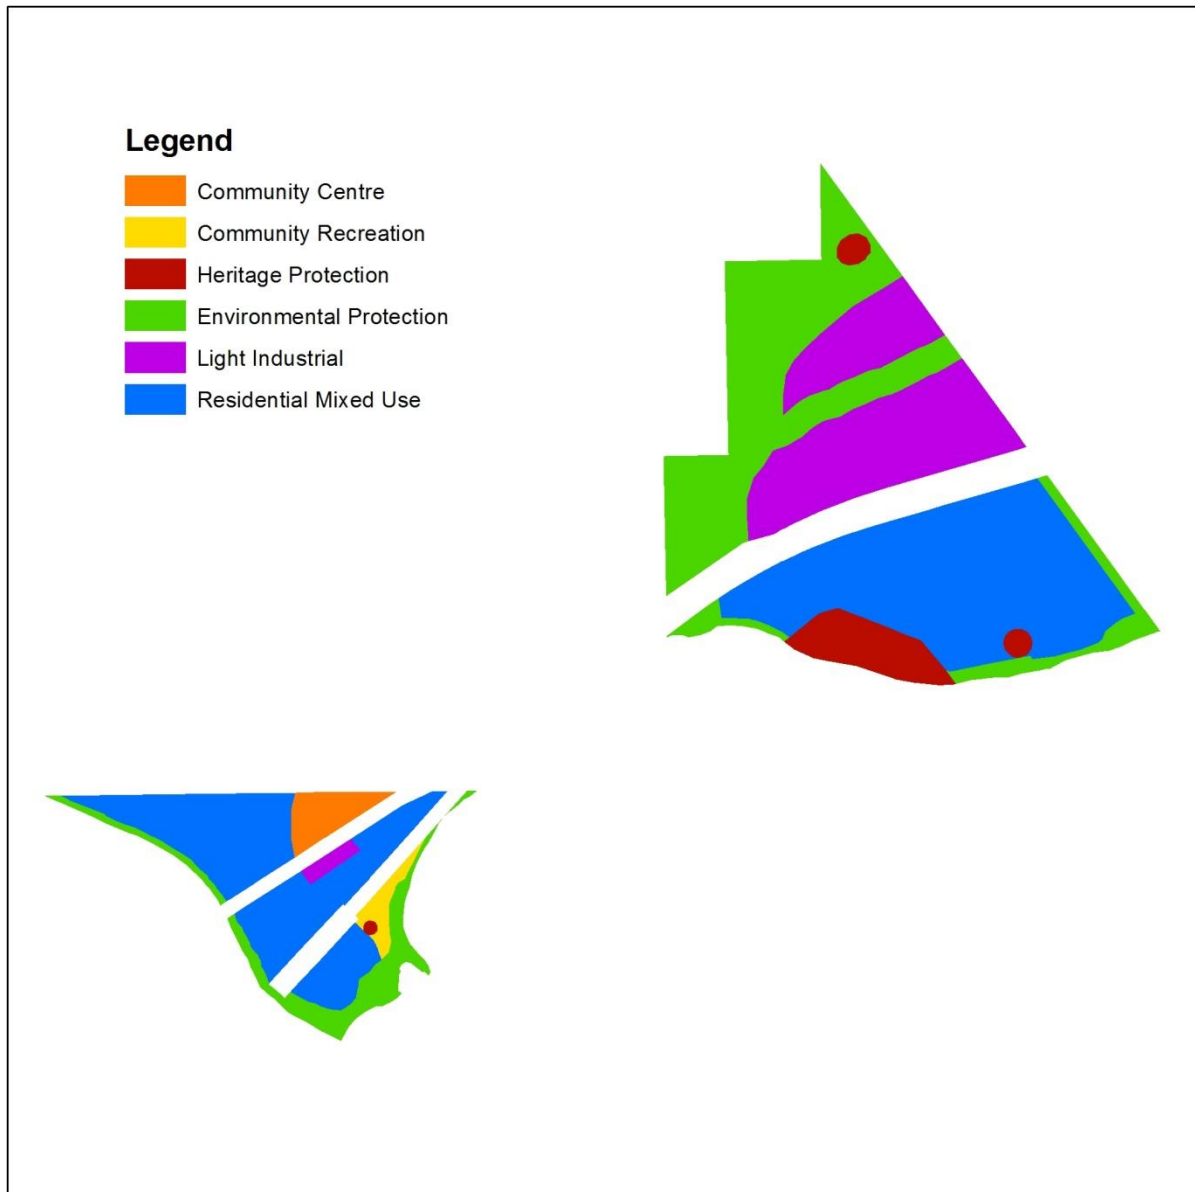 Legend
Community Centre
Community Recreation
Heritage Protection
Environmental Protection
Light Industrial
Residential Mixed Use